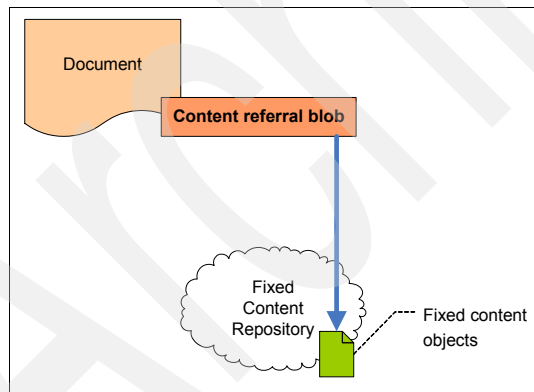 Document
Content referral blob
Fixed
Content
Repository
Fixed content
objects